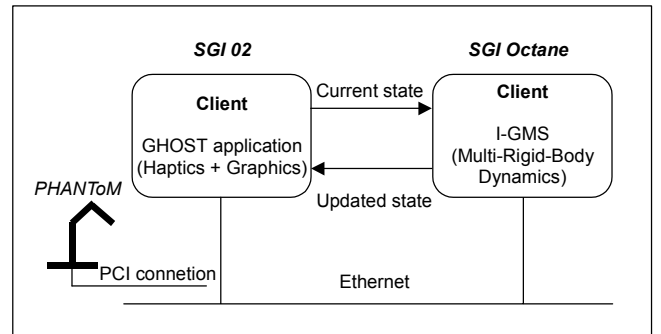 SGI 02
SGI Octane
Client
GHOST application
(Haptics + Graphics)
Current state
Updated state
Client
I-GMS
(Multi-Rigid-Body
Dynamics)
PHANToM
PCI connetion
Ethernet